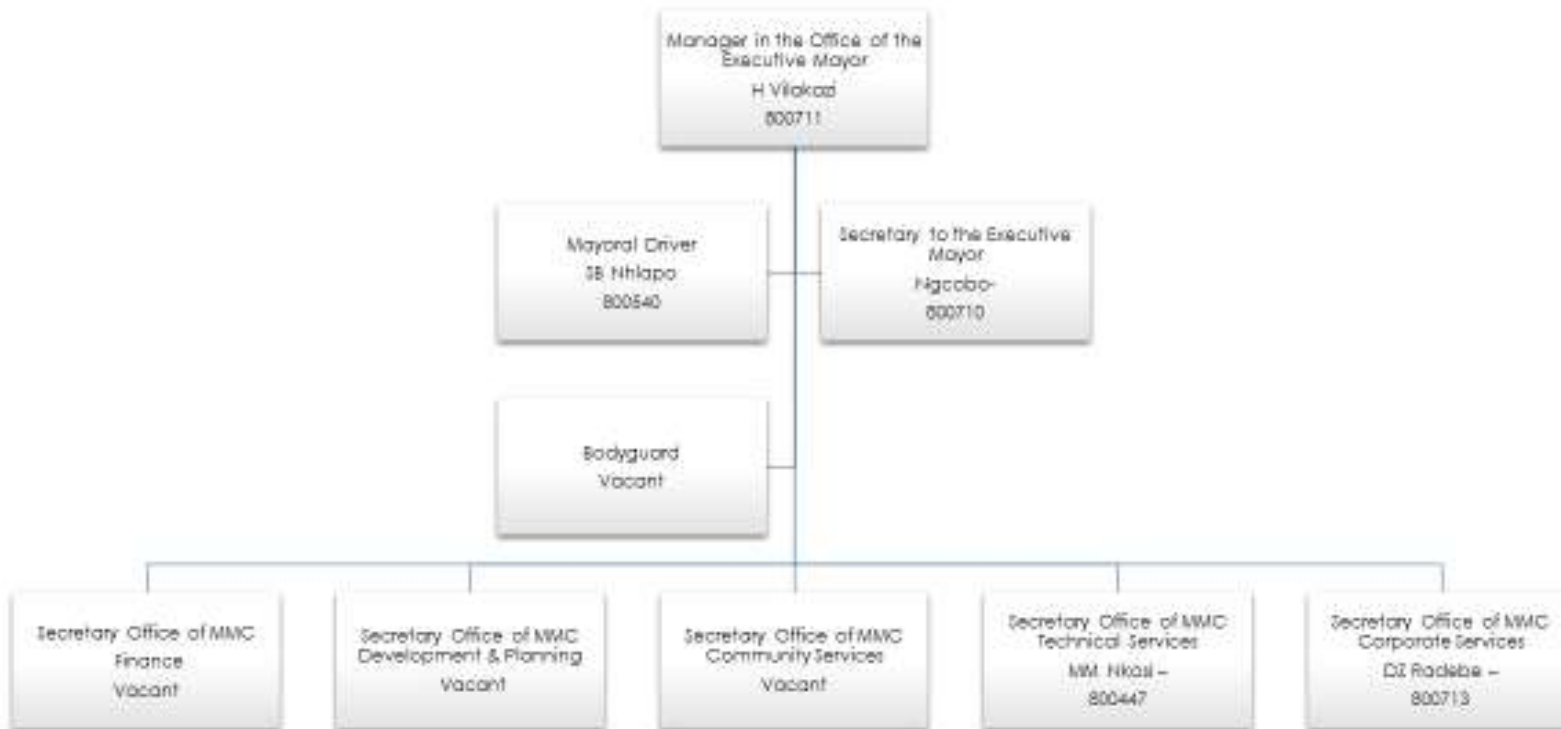 Manager in the Office of the
Executive Mayor
H Vilakazi
800711
Mayoral Driver
SB Nhlapo
800540
Secretary to the Executive
Mayor
Ngcobo-
800710
Bodyguard
Vacant
Secretary Office of MMC
Finance
Vacant
Secretary Office of MMC
Development & Planning
Vacant
Secretary Office of MMC
Community Services
Vacant
Secretary Office of MMC
Technical Services
MM Nkosi –
800447
Secretary Office of MMC
Corporate Services
DZ Radebe –
800713